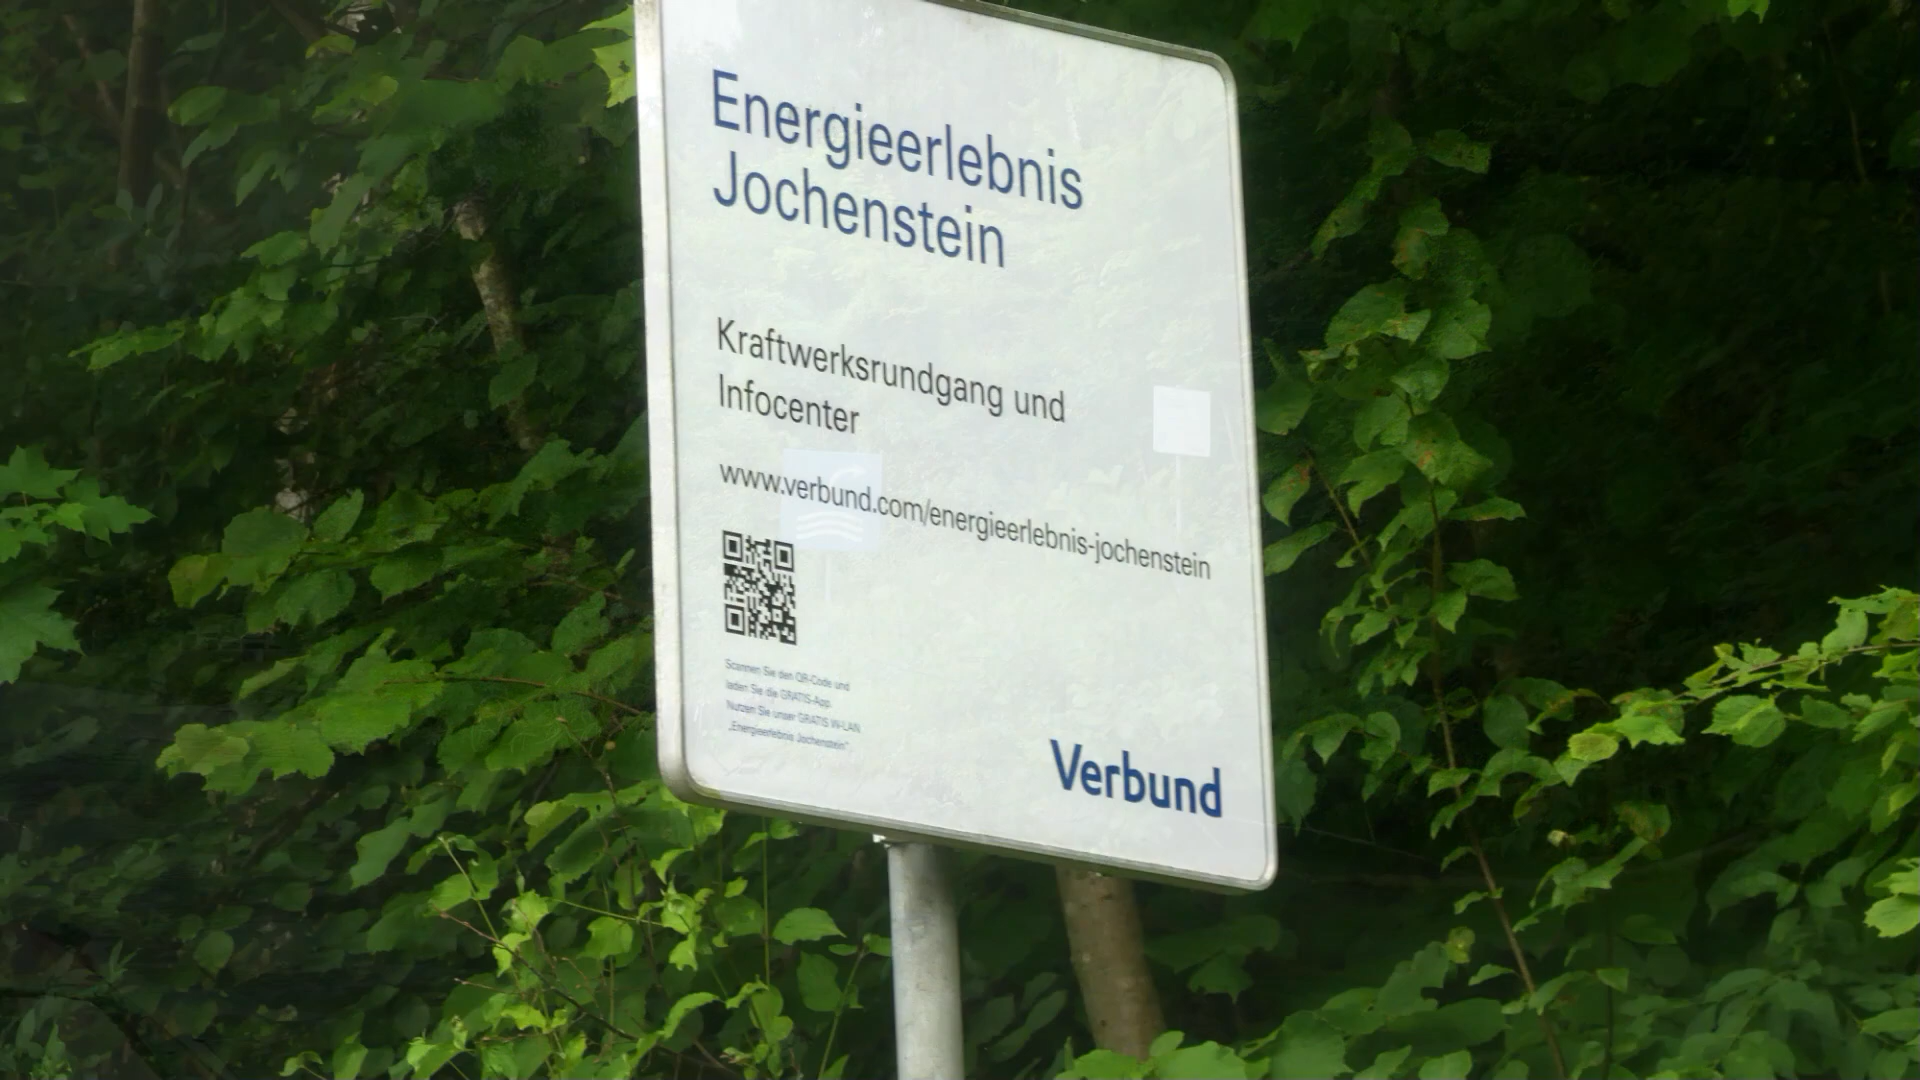 Energieerlebnis
Jochenstein
Kraftwerksrundgang und
Infocenter
www.verbund.com/energieerlebnis-jochenstein
Scannen Sie den QR-Code und
laden Sie die GRATIS-App.
Nutzen Sie unser GRATIS W-LAN
„Energieerlebnis Jochenstein“
Verbund